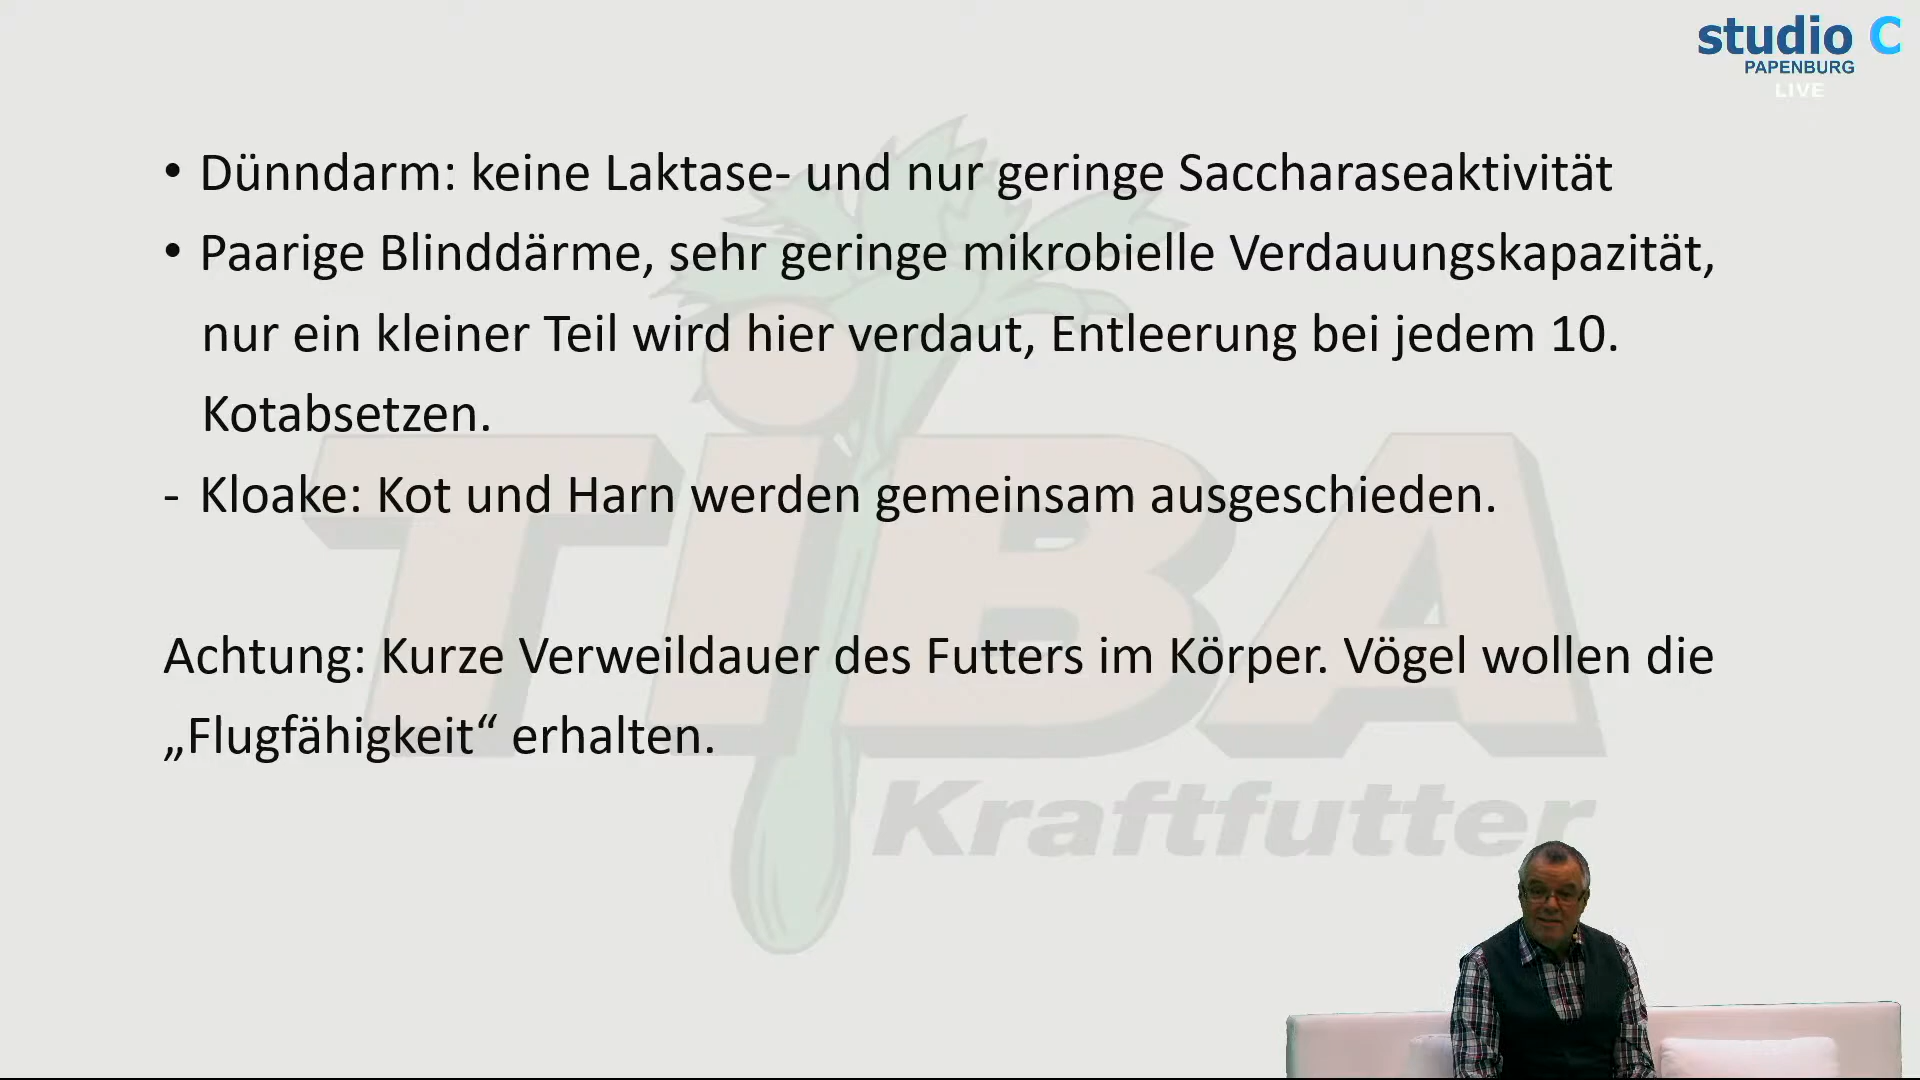 studio C
PAPENBURG
LIVE
• Dünndarm: keine Laktase- und nur geringe Saccharaseaktivität
• Paarige Blinddärme, sehr geringe mikrobielle Verdauungskapazität,
nur ein kleiner Teil wird hier verdaut, Entleerung bei jedem 10.
Kotabsetzen.
- Kloake: Kot und Harn werden gemeinsam ausgeschieden.
Achtung: Kurze Verweildauer des Futters im Körper. Vögel wollen die
„Flugfähigkeit“ erhalten.
TiBA
Kraftfutter